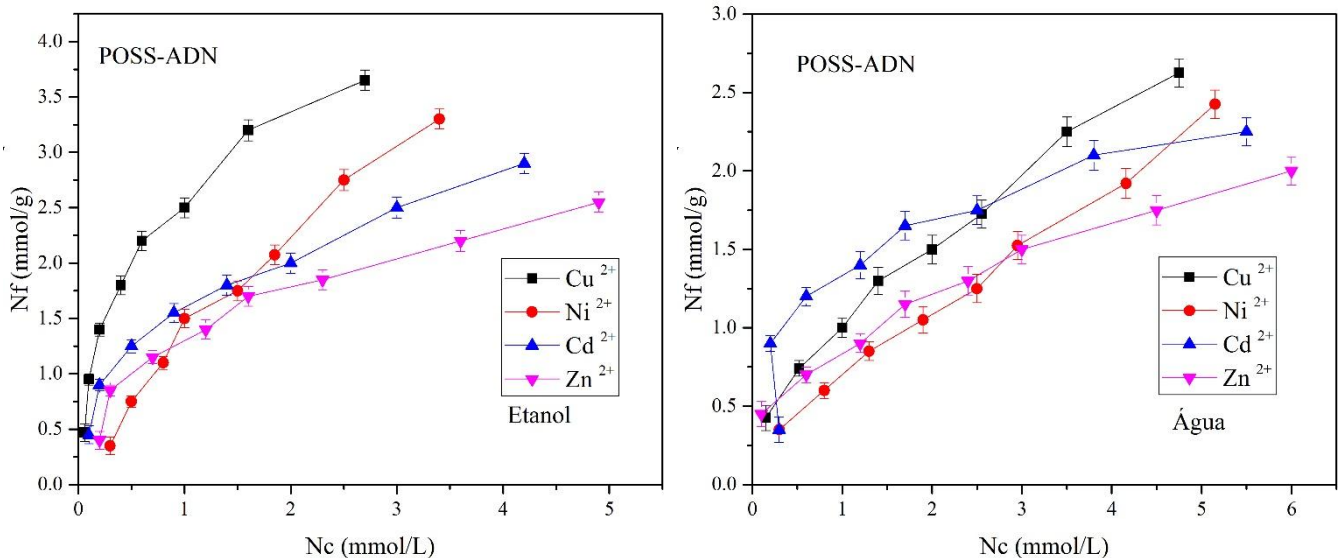 4.0
3.5
3.0
2.5
2.0
1.5
1.0
0.5
0.0
Nf (mmol/g)
POSS-ADN
Cu 2+
Ni 2+
Cd 2+
Zn 2+
Etanol
0 1 2 3 4 5
Nc (mmol/L)
3.0
2.5
2.0
1.5
1.0
0.5
0.0
Nf (mmol/g)
POSS-ADN
Cu 2+
Ni 2+
Cd 2+
Zn 2+
Água
0 1 2 3 4 5 6
Nc (mmol/L)